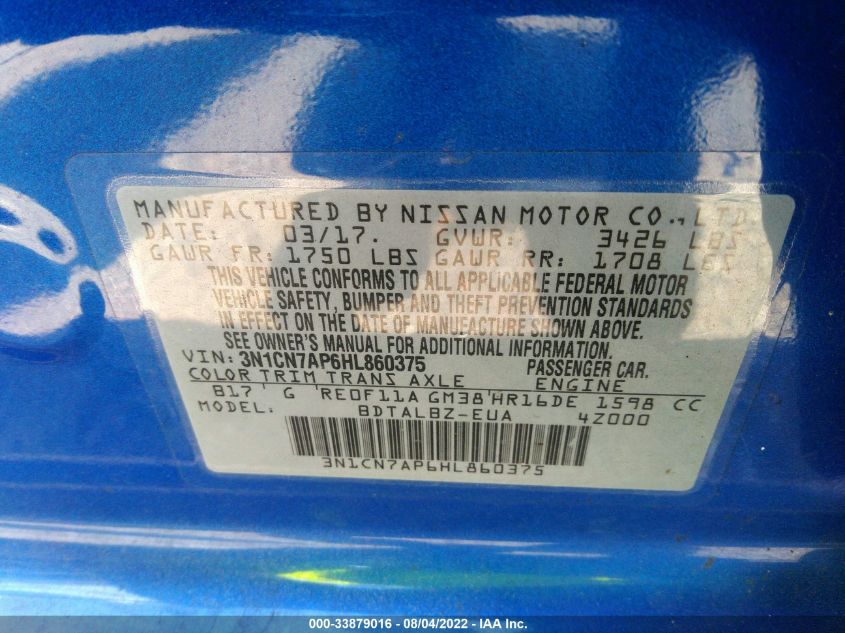 MANUFACTURED BY NISSAN MOTOR CO., LTD.
DATE: 03/17. GVWR: 3426 LBS
GAWR FR: 1750 LBS GAWR RR: 1708 LBS
THIS VEHICLE CONFORMS TO ALL APPLICABLE FEDERAL MOTOR
VEHICLE SAFETY, BUMPER AND THEFT PREVENTION STANDARDS
IN EFFECT ON THE DATE OF MANUFACTURE SHOWN ABOVE.
SEE OWNER'S MANUAL FOR ADDITIONAL INFORMATION.
VIN: 3N1CN7AP6HL860375 PASSENGER CAR.
COLOR TRIM TRANS AXLE ENGINE
B17 G RE0F11A GM38 HR16DE 1598 CC
MODEL: BDTALBZ-EUA 4Z000
3N1CN7AP6HL860375
000-33879016 - 08/04/2022 - IAA Inc.